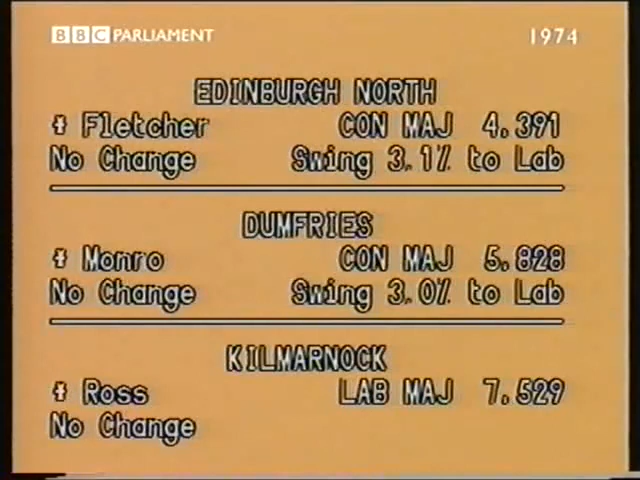 BBC PARLIAMENT 1974
EDINBURGH NORTH
* Fletcher CON MAJ 4.391
No Change Swing 3.1% to Lab
DUMFRIES
* Monro CON MAJ 5.828
No Change Swing 3.0% to Lab
KILMARNOCK
* Ross LAB MAJ 7.529
No Change